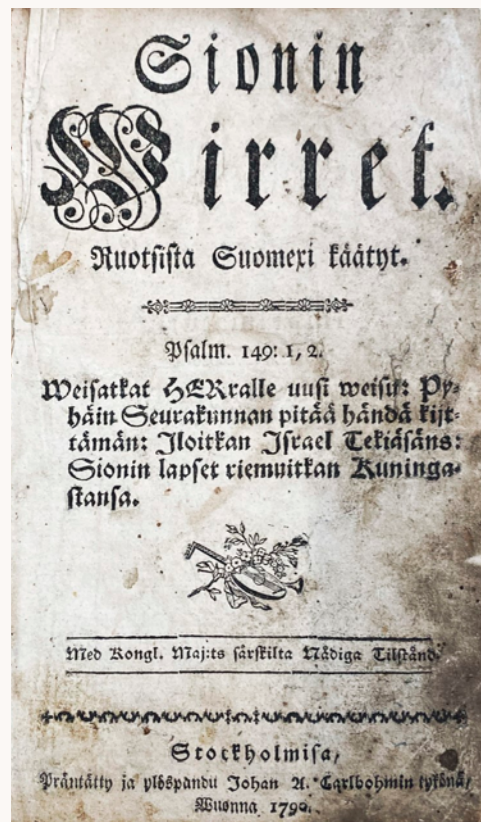 Sionin
Wirret.
Ruotsista Suomexi käätyt.
Psalm. 149: 1, 2.
Weisatkat HERralle uusi weisu: Py-
häin Seurakunnan pitää händä kijt-
tämän: Iloitkan Israel Tekiäsäns:
Sionin lapset riemuitkan Kuninga-
stansa.
Med Kongl. Maj:ts särskilta Nådiga Tilstånd.
Stockholmisa,
Präntätty ja ylöspandu Johan A. Carlbohmin tykönä,
Wuonna 1790.